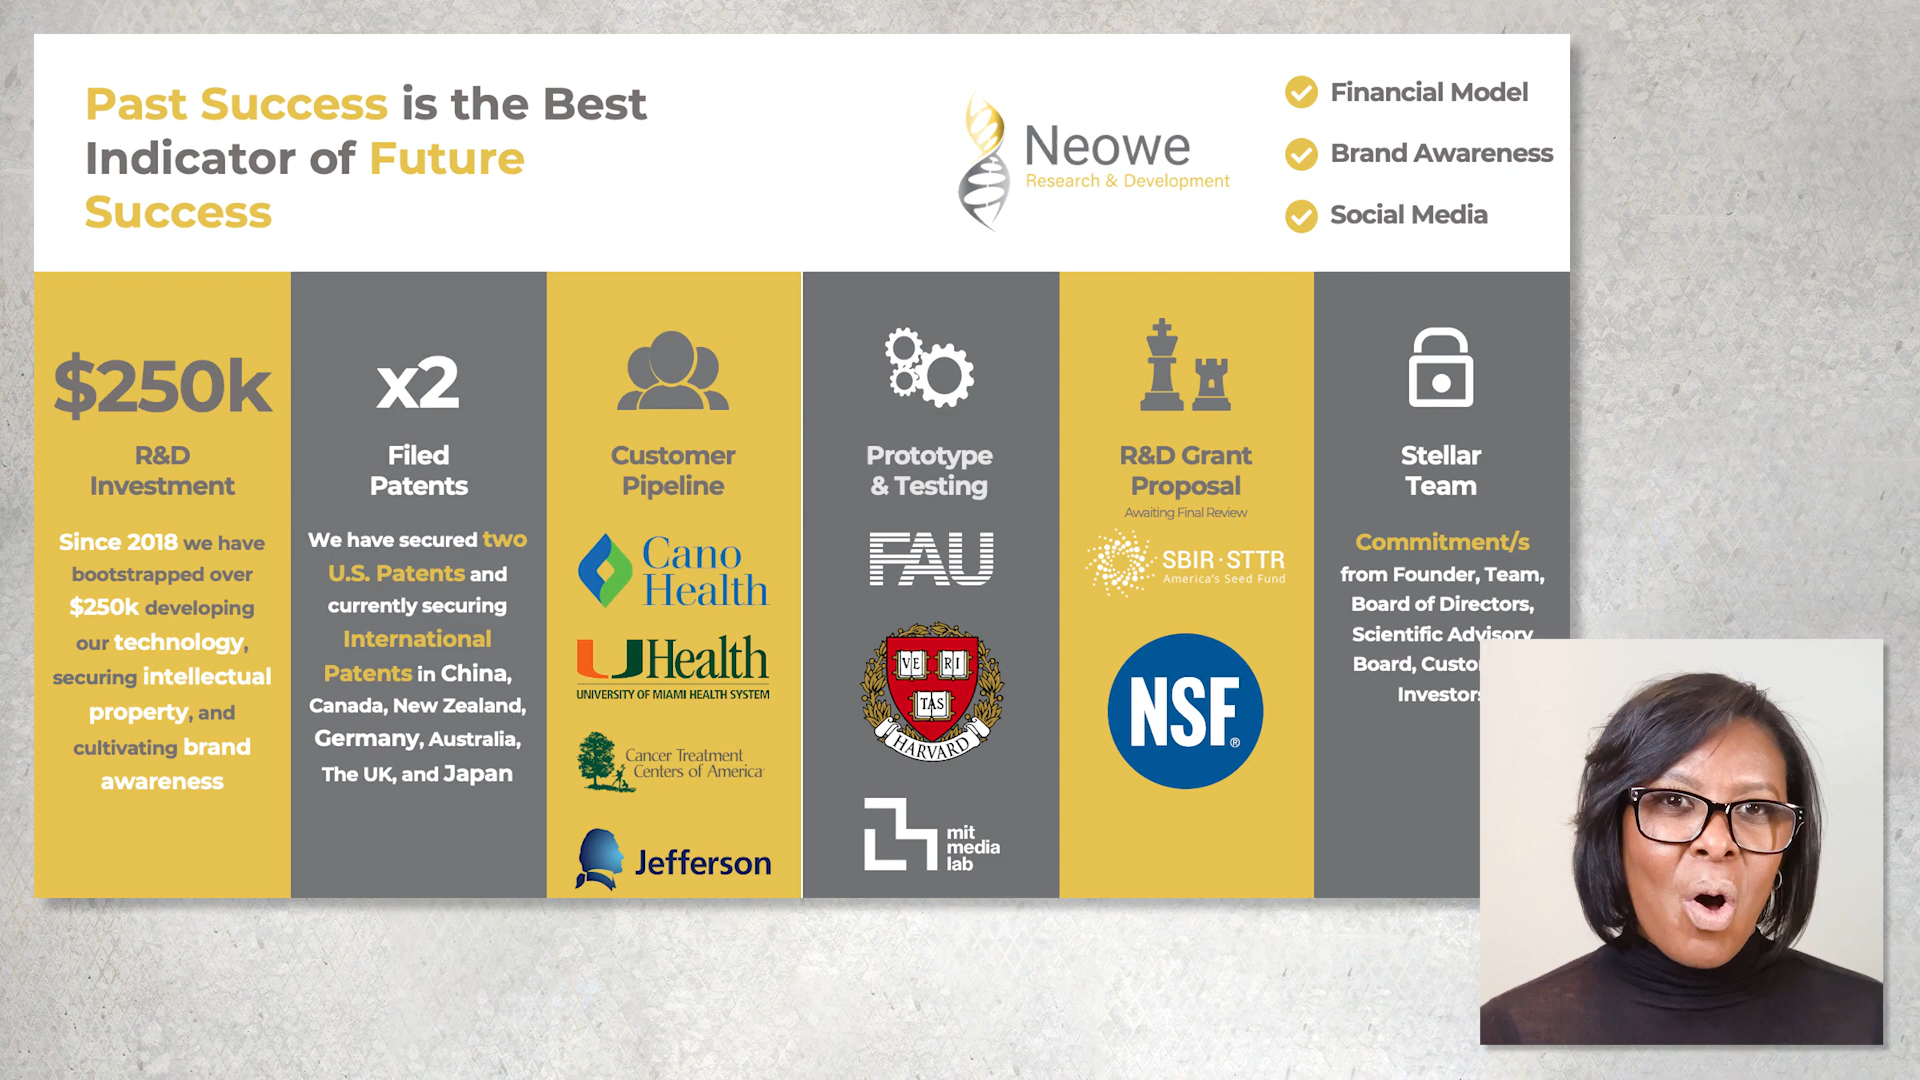 Past Success is the Best
Indicator of Future
Success
Neowe
Research & Development
Financial Model
Brand Awareness
Social Media
$250k
R&D
Investment
Since 2018 we have
bootstrapped over
$250k developing
our technology,
securing intellectual
property, and
cultivating brand
awareness
x2
Filed
Patents
We have secured two
U.S. Patents and
currently securing
International
Patents in China,
Canada, New Zealand,
Germany, Australia,
The UK, and Japan
Customer
Pipeline
Cano
Health
UHealth
UNIVERSITY OF MIAMI HEALTH SYSTEM
Cancer Treatment
Centers of America
Jefferson
Prototype
& Testing
FAU
VE RI
TAS
HARVARD
mit
media
lab
R&D Grant
Proposal
Awaiting Final Review
SBIR·STTR
America's Seed Fund
NSF®
Stellar
Team
Commitment/s
from Founder, Team,
Board of Directors,
Scientific Advisory
Board,